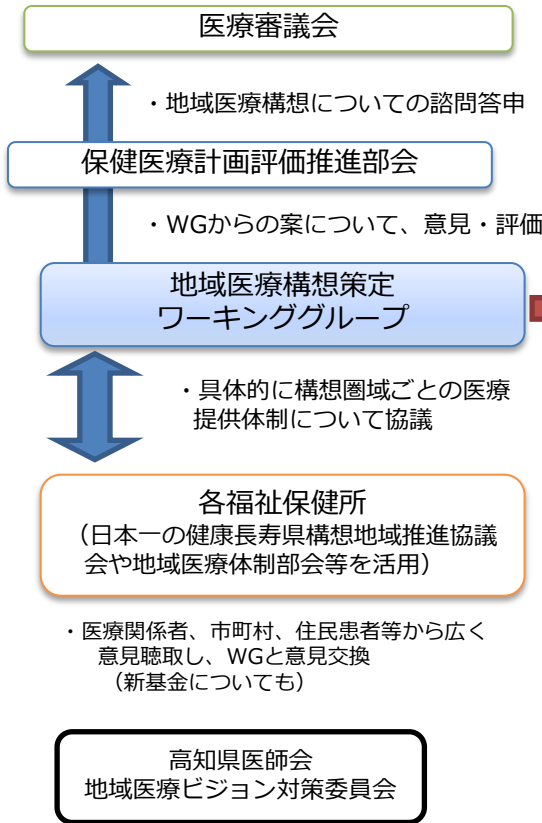 医療審議会
・地域医療構想についての諮問答申
保健医療計画評価推進部会
・WGからの案について、意見・評価
地域医療構想策定
ワーキンググループ
・具体的に構想圏域ごとの医療
提供体制について協議
各福祉保健所
（日本一の健康長寿県構想地域推進協議
会や地域医療体制部会等を活用）
・医療関係者、市町村、住民患者等から広く
意見聴取し、WGと意見交換
（新基金についても）
高知県医師会
地域医療ビジョン対策委員会